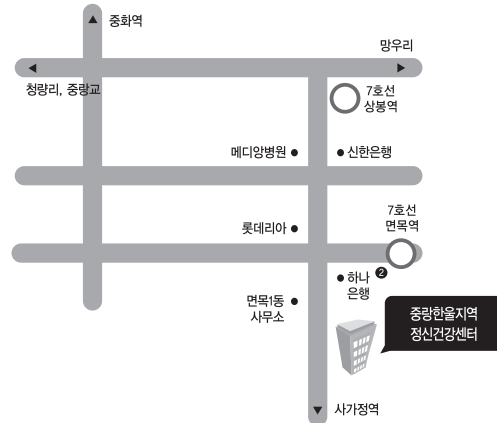 중화역
망우리
청량리, 중랑교
7호선
상봉역
메디앙병원
신한은행
7호선
면목역
롯데리아
하나
은행
2
면목1동
사무소
중랑한울지역
정신건강센터
사가정역